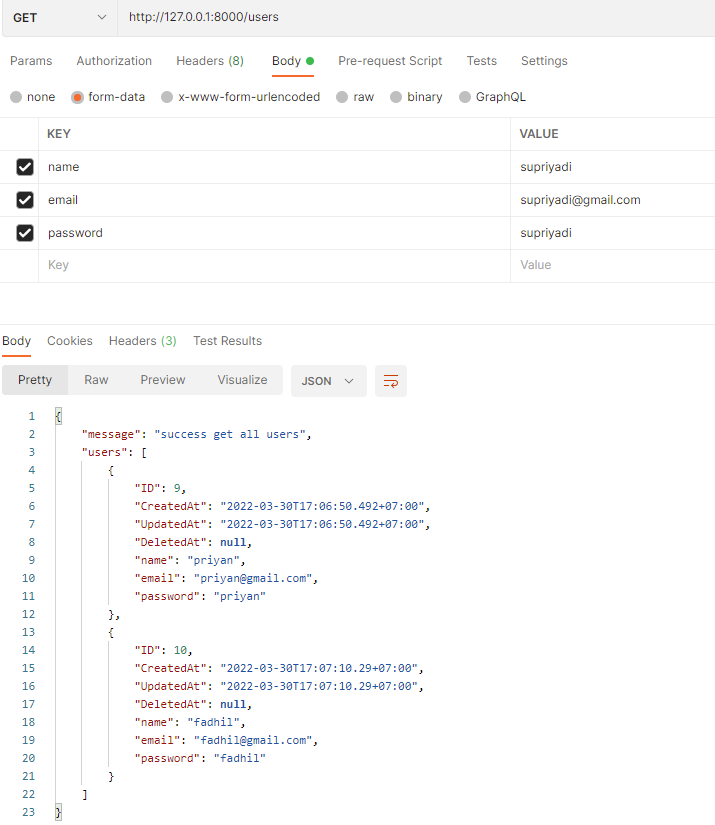 GET http://127.0.0.1:8000/users
Params Authorization Headers (8) Body Pre-request Script Tests Settings
none form-data x-www-form-urlencoded raw binary GraphQL
KEY VALUE
name supriyadi
email supriyadi@gmail.com
password supriyadi
Key Value
Body Cookies Headers (3) Test Results
Pretty Raw Preview Visualize JSON
1 {
2 "message": "success get all users",
3 "users": [
4 {
5 "ID": 9,
6 "CreatedAt": "2022-03-30T17:06:50.492+07:00",
7 "UpdatedAt": "2022-03-30T17:06:50.492+07:00",
8 "DeletedAt": null,
9 "name": "priyan",
10 "email": "priyan@gmail.com",
11 "password": "priyan"
12 },
13 {
14 "ID": 10,
15 "CreatedAt": "2022-03-30T17:07:10.29+07:00",
16 "UpdatedAt": "2022-03-30T17:07:10.29+07:00",
17 "DeletedAt": null,
18 "name": "fadhil",
19 "email": "fadhil@gmail.com",
20 "password": "fadhil"
21 }
22 ]
23 }